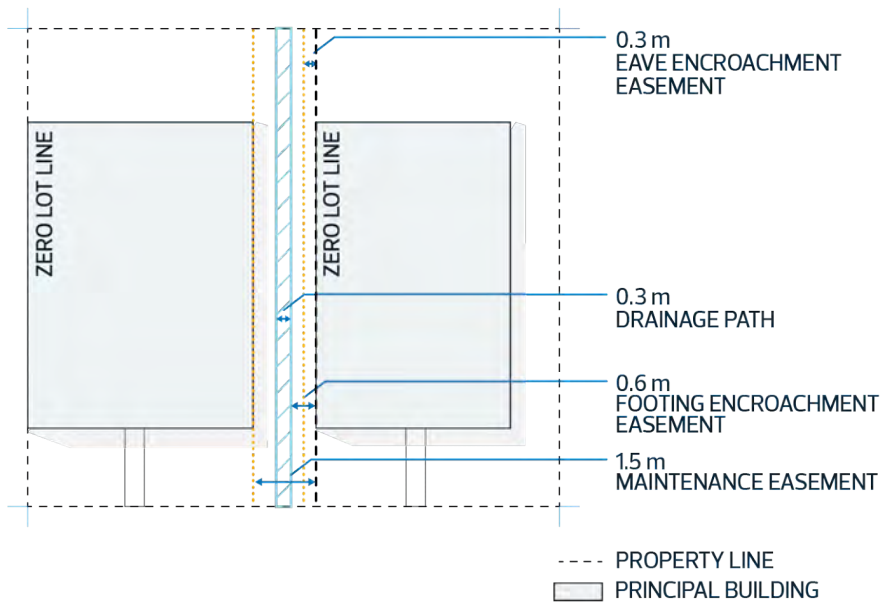 0.3 m
EAVE ENCROACHMENT
EASEMENT
ZERO LOT LINE
ZERO LOT LINE
0.3 m
DRAINAGE PATH
0.6 m
FOOTING ENCROACHMENT
EASEMENT
1.5 m
MAINTENANCE EASEMENT
PROPERTY LINE
PRINCIPAL BUILDING